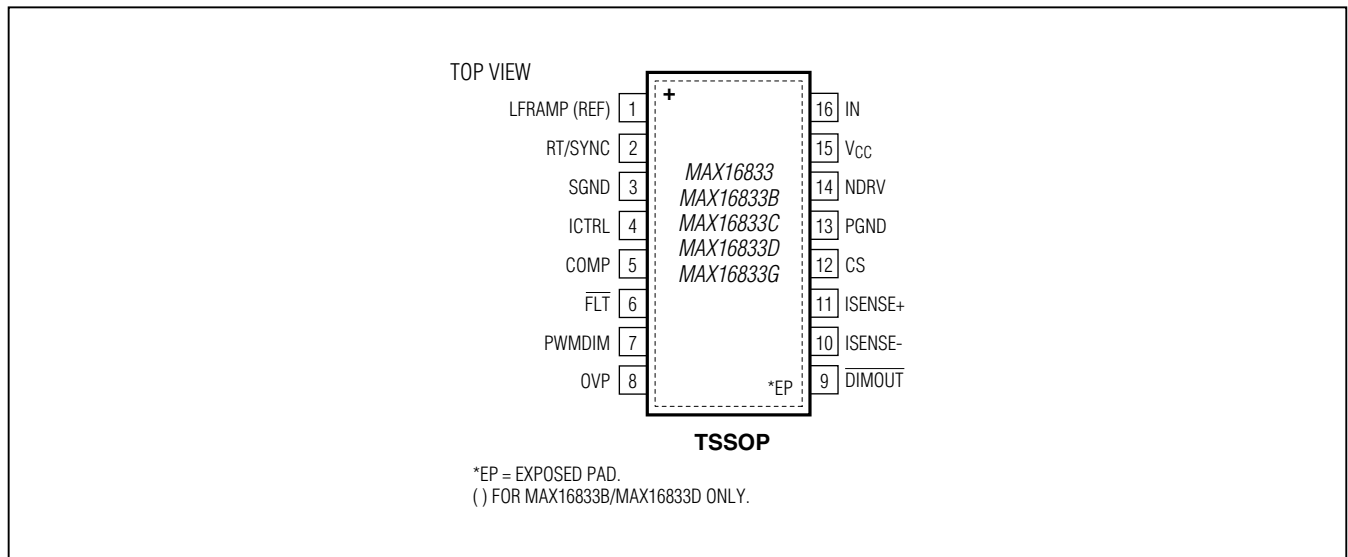 TOP VIEW
LFRAMP (REF) 1
RT/SYNC 2
SGND 3
ICTRL 4
COMP 5
F̅L̅T̅ 6
PWMDIM 7
OVP 8
+
MAX16833
MAX16833B
MAX16833C
MAX16833D
MAX16833G
*EP
16 IN
15 VCC
14 NDRV
13 PGND
12 CS
11 ISENSE+
10 ISENSE-
9 D̅I̅M̅O̅U̅T̅
TSSOP
*EP = EXPOSED PAD.
( ) FOR MAX16833B/MAX16833D ONLY.